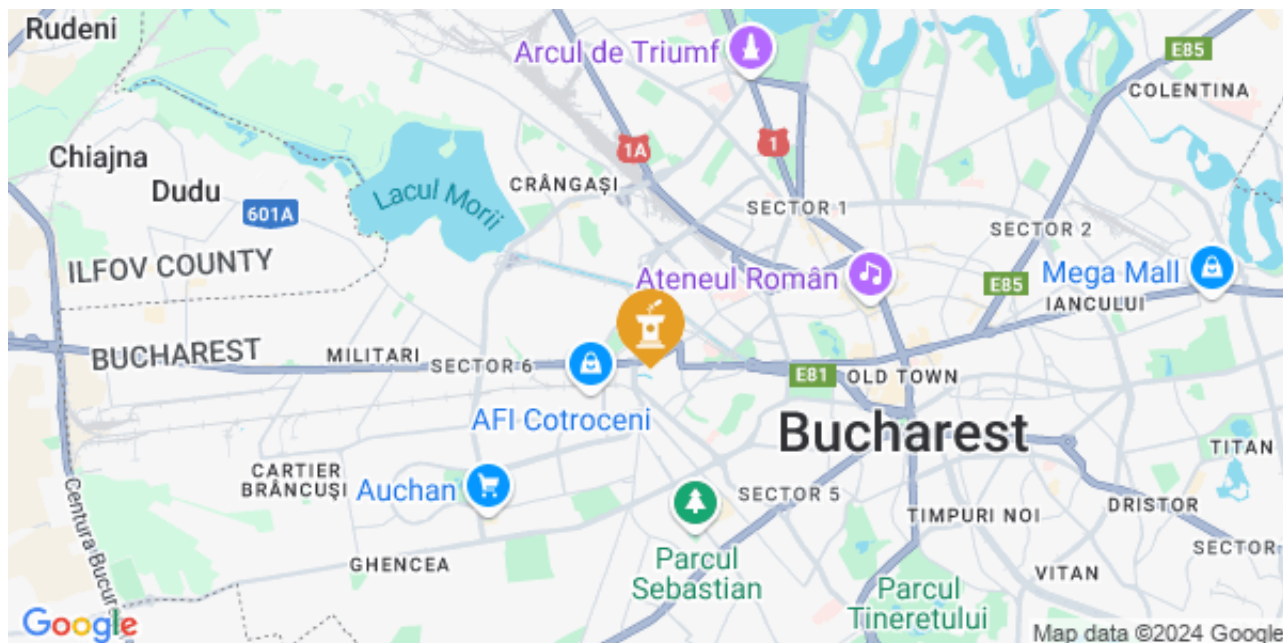 Rudeni
Arcul de Triumf
E85
COLENTINA
1A
1
Chiajna
Dudu
601A
Lacul Morii
CRÂNGAȘI
SECTOR 1
SECTOR 2
ILFOV COUNTY
Ateneul Român
E85
Mega Mall
IANCULUI
BUCHAREST
MILITARI
SECTOR 6
E81
OLD TOWN
AFI Cotroceni
Bucharest
TITAN
CARTIER
BRÂNCUȘI
Auchan
SECTOR 5
DRISTOR
TIMPURI NOI
Centura Bucur
GHENCEA
Parcul
Sebastian
SECTOR
VITAN
Parcul
Tineretului
Google
Map data ©2024 Google